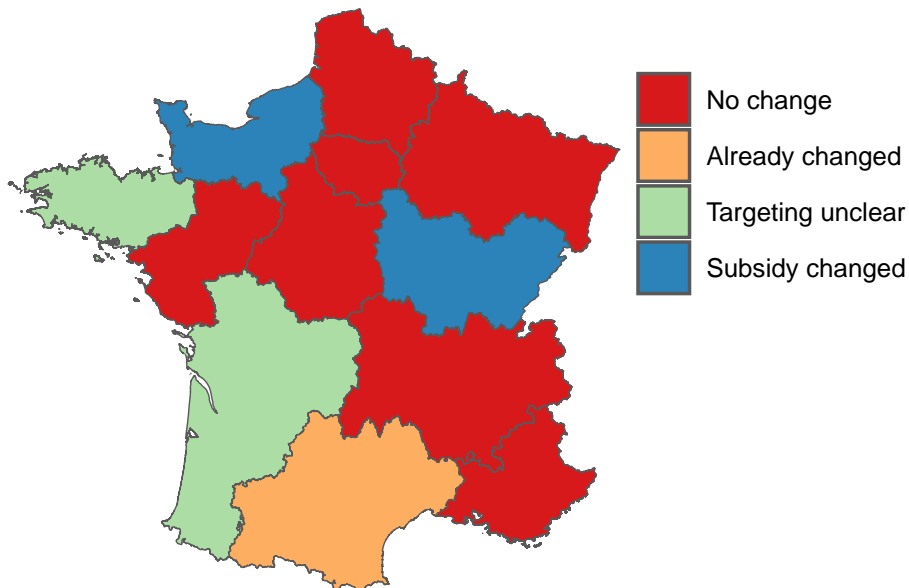 No change
Already changed
Targeting unclear
Subsidy changed